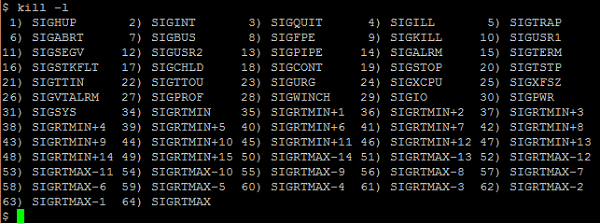 $ kill -l
1) SIGHUP 2) SIGINT 3) SIGQUIT 4) SIGILL 5) SIGTRAP
6) SIGABRT 7) SIGBUS 8) SIGFPE 9) SIGKILL 10) SIGUSR1
11) SIGSEGV 12) SIGUSR2 13) SIGPIPE 14) SIGALRM 15) SIGTERM
16) SIGSTKFLT 17) SIGCHLD 18) SIGCONT 19) SIGSTOP 20) SIGTSTP
21) SIGTTIN 22) SIGTTOU 23) SIGURG 24) SIGXCPU 25) SIGXFSZ
26) SIGVTALRM 27) SIGPROF 28) SIGWINCH 29) SIGIO 30) SIGPWR
31) SIGSYS 34) SIGRTMIN 35) SIGRTMIN+1 36) SIGRTMIN+2 37) SIGRTMIN+3
38) SIGRTMIN+4 39) SIGRTMIN+5 40) SIGRTMIN+6 41) SIGRTMIN+7 42) SIGRTMIN+8
43) SIGRTMIN+9 44) SIGRTMIN+10 45) SIGRTMIN+11 46) SIGRTMIN+12 47) SIGRTMIN+13
48) SIGRTMIN+14 49) SIGRTMIN+15 50) SIGRTMAX-14 51) SIGRTMAX-13 52) SIGRTMAX-12
53) SIGRTMAX-11 54) SIGRTMAX-10 55) SIGRTMAX-9 56) SIGRTMAX-8 57) SIGRTMAX-7
58) SIGRTMAX-6 59) SIGRTMAX-5 60) SIGRTMAX-4 61) SIGRTMAX-3 62) SIGRTMAX-2
63) SIGRTMAX-1 64) SIGRTMAX
$